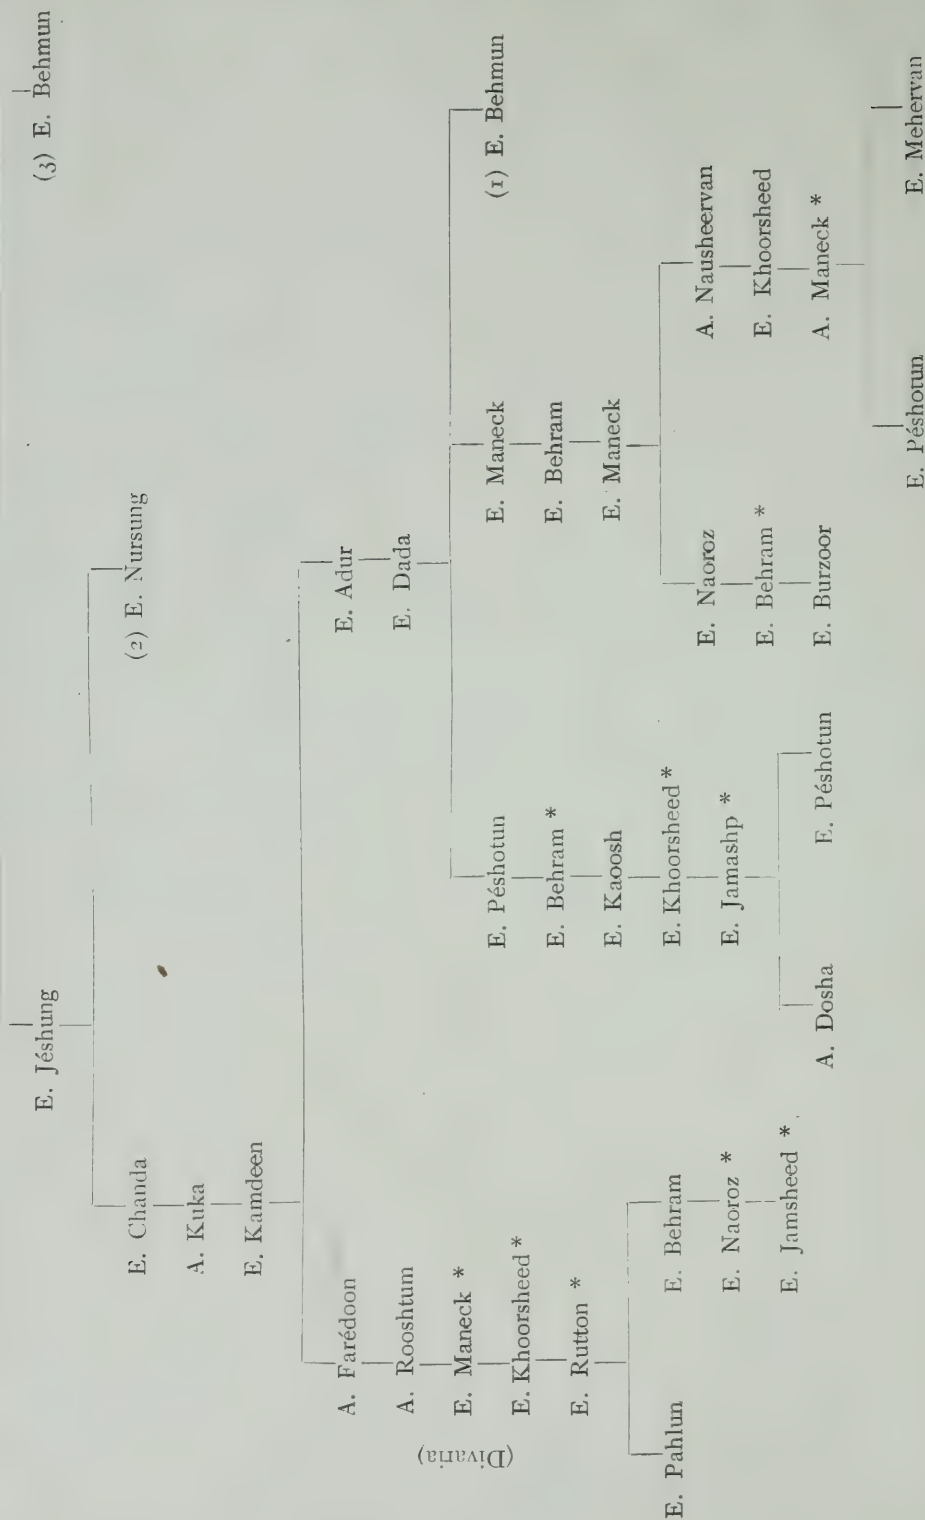 E. Jéshung
(3) E. Behmun
E. Chanda
(2) E. Nursung
A. Kuka
E. Kamdeen
A. Farédoon
E. Adur
A. Rooshtum
E. Dada
(Divaria)
E. Maneck *
E. Péshotun
E. Maneck
(1) E. Behmun
E. Khoorsheed *
E. Behram *
E. Behram
E. Rutton *
E. Kaoosh
E. Maneck
E. Pahlun
E. Behram
E. Khoorsheed *
E. Naoroz
A. Nausheervan
E. Naoroz *
E. Jamashp *
E. Behram *
E. Khoorsheed
E. Jamsheed *
A. Dosha
E. Péshotun
E. Burzoor
A. Maneck *
E. Péshotun
E. Mehervan